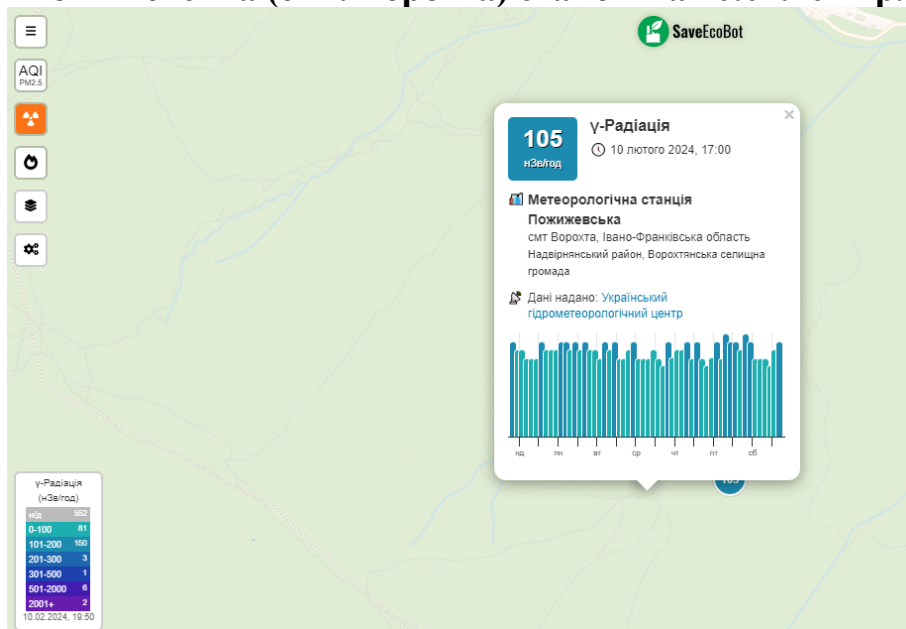 SaveEcoBot
AQI
PM2.5
105
нЗв/год
γ-Радіація
10 лютого 2024, 17:00
Метеорологічна станція
Пожижевська
смт Ворохта, Івано-Франківська область
Надвірнянський район, Ворохтянська селищна
громада
Дані надано: Український
гідрометеорологічний центр
нд пн вт ср чт пт сб
γ-Радіація
(нЗв/год)
н/д 552
0-100 81
101-200 150
201-300 3
301-500 1
501-2000 6
2001+ 2
10.02.2024, 19:50